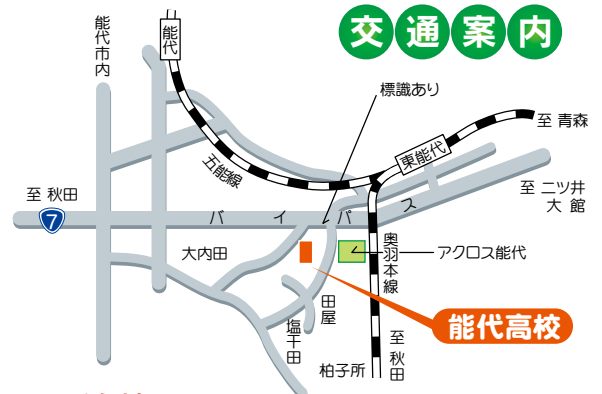 交通案内
能代市内
能代
標識あり
至 青森
五能線
東能代
至 秋田
7
バイパス
至 二ツ井
大 館
大内田
奥羽本線
アクロス能代
田屋
塩干田
能代高校
至 秋田
柏子所